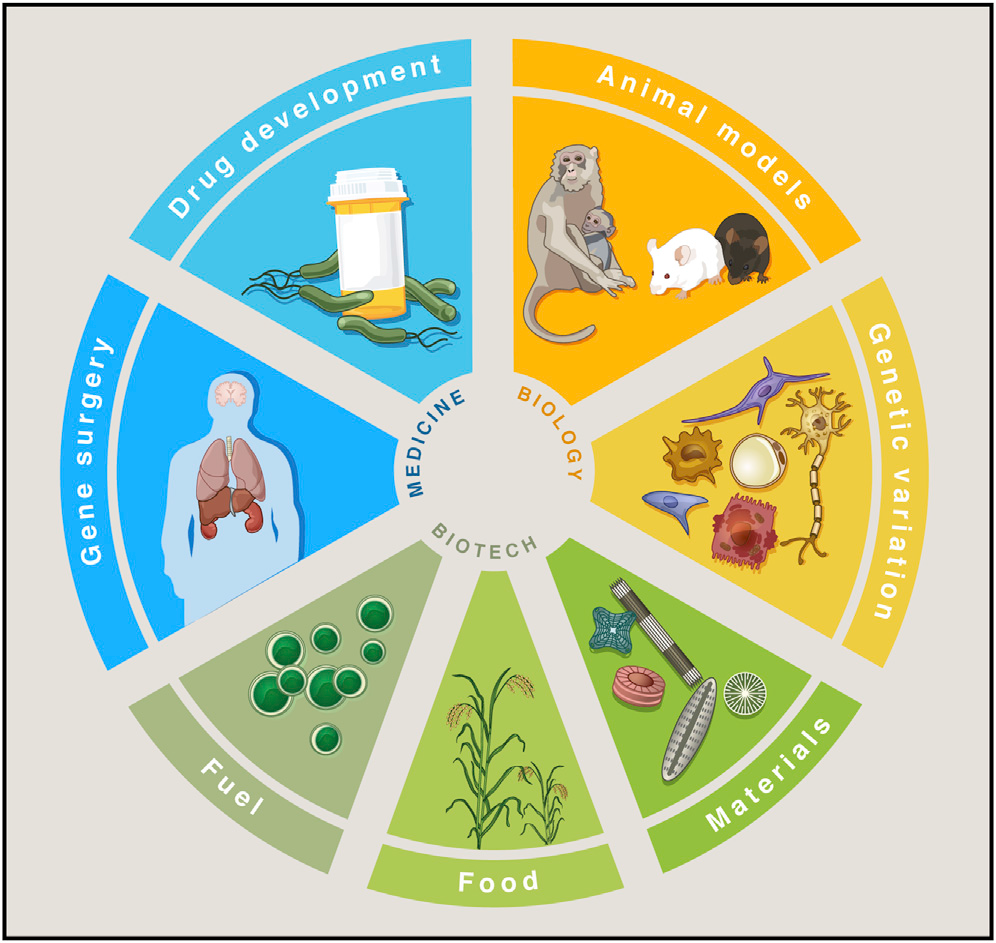 Drug development
Animal models
Gene surgery
Genetic variation
MEDICINE
BIOLOGY
BIOTECH
Fuel
Food
Materials